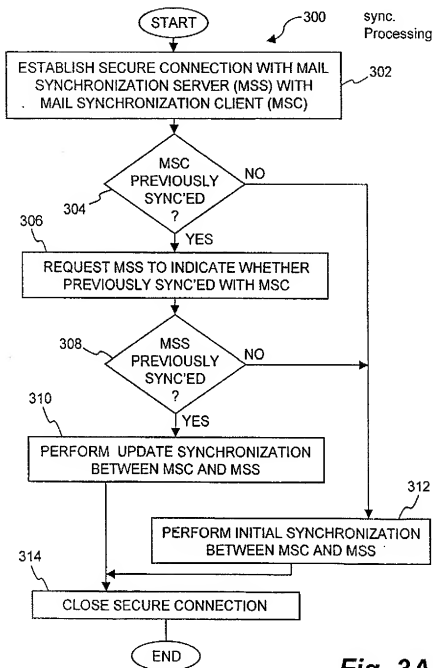 START
300
sync.
Processing
ESTABLISH SECURE CONNECTION WITH MAIL
SYNCHRONIZATION SERVER (MSS) WITH
MAIL SYNCHRONIZATION CLIENT (MSC)
302
MSC
PREVIOUSLY
SYNC'ED
?
304
NO
YES
306
REQUEST MSS TO INDICATE WHETHER
PREVIOUSLY SYNC'ED WITH MSC
MSS
PREVIOUSLY
SYNC'ED
?
308
NO
YES
310
PERFORM UPDATE SYNCHRONIZATION
BETWEEN MSC AND MSS
312
PERFORM INITIAL SYNCHRONIZATION
BETWEEN MSC AND MSS
314
CLOSE SECURE CONNECTION
END
Fig. 3A